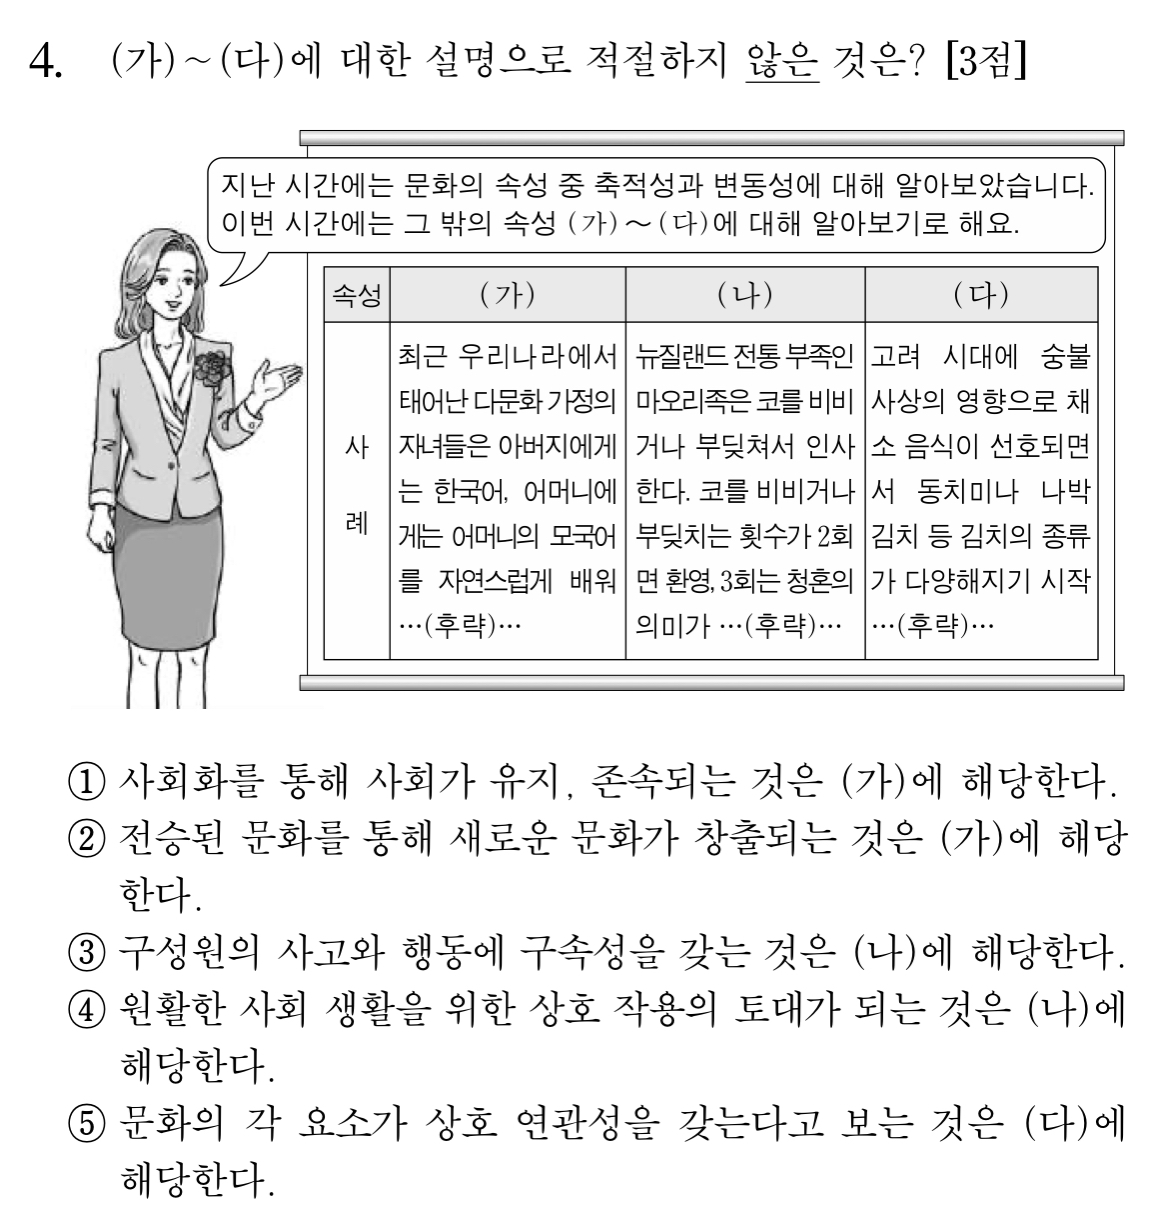 4. (가)~(다)에 대한 설명으로 적절하지 않은 것은? [3점]
지난 시간에는 문화의 속성 중 축적성과 변동성에 대해 알아보았습니다.
이번 시간에는 그 밖의 속성 (가)~(다)에 대해 알아보기로 해요.
속성 (가) (나) (다)
사례
최근 우리나라에서
태어난 다문화 가정의
자녀들은 아버지에게
는 한국어, 어머니에
게는 어머니의 모국어
를 자연스럽게 배워
…(후략)…
뉴질랜드 전통 부족인
마오리족은 코를 비비
거나 부딪쳐서 인사
한다. 코를 비비거나
부딪치는 횟수가 2회
면 환영, 3회는 청혼의
의미가 …(후략)…
고려 시대에 숭불
사상의 영향으로 채
소 음식이 선호되면
서 동치미나 나박
김치 등 김치의 종류
가 다양해지기 시작
…(후략)…
① 사회화를 통해 사회가 유지, 존속되는 것은 (가)에 해당한다.
② 전승된 문화를 통해 새로운 문화가 창출되는 것은 (가)에 해당
한다.
③ 구성원의 사고와 행동에 구속성을 갖는 것은 (나)에 해당한다.
④ 원활한 사회 생활을 위한 상호 작용의 토대가 되는 것은 (나)에
해당한다.
⑤ 문화의 각 요소가 상호 연관성을 갖는다고 보는 것은 (다)에
해당한다.